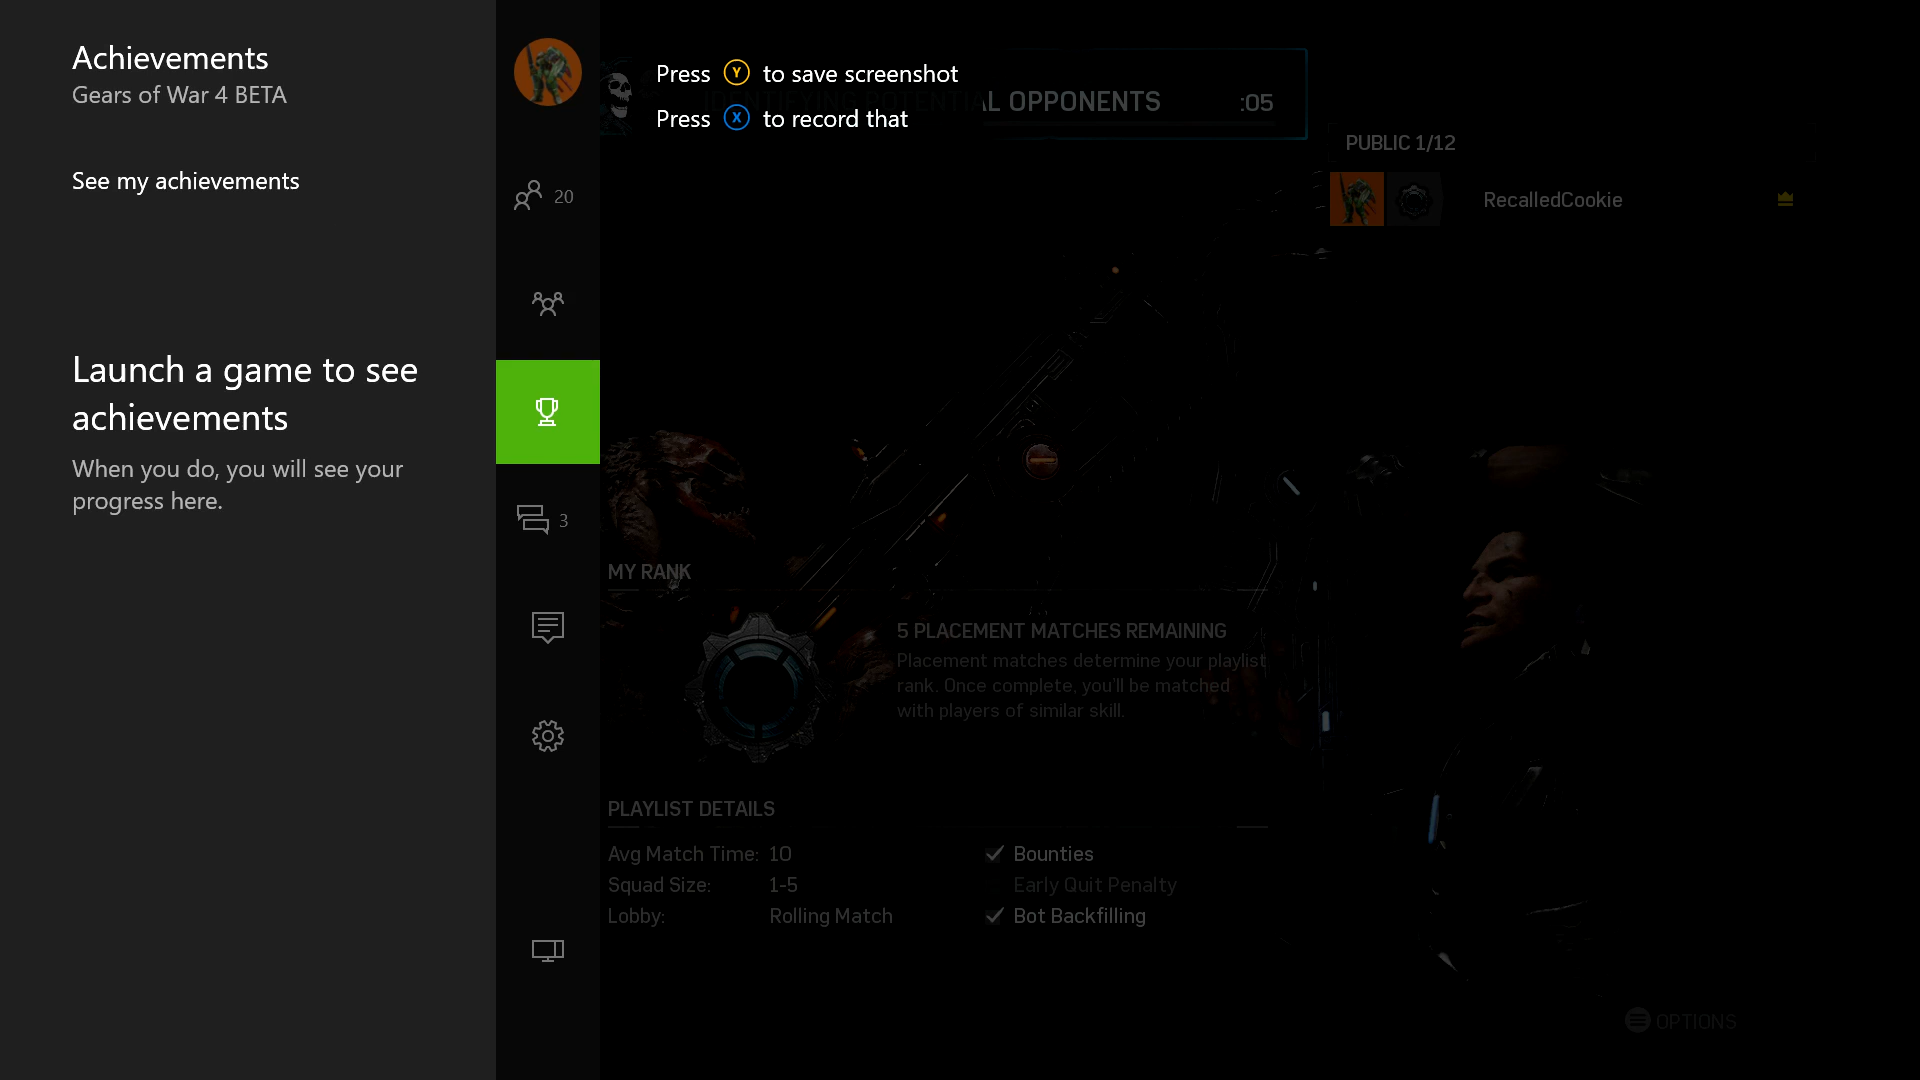 Achievements
Gears of War 4 BETA
See my achievements
Launch a game to see
achievements
When you do, you will see your
progress here.
20
3
Press Y to save screenshot
Press X to record that
IDENTIFYING POTENTIAL OPPONENTS :05
PUBLIC 1/12
RecalledCookie
MY RANK
5 PLACEMENT MATCHES REMAINING
Placement matches determine your playlist
rank. Once complete, you'll be matched
with players of similar skill.
PLAYLIST DETAILS
Avg Match Time: 10
Squad Size: 1-5
Lobby: Rolling Match
Bounties
Early Quit Penalty
Bot Backfilling
OPTIONS